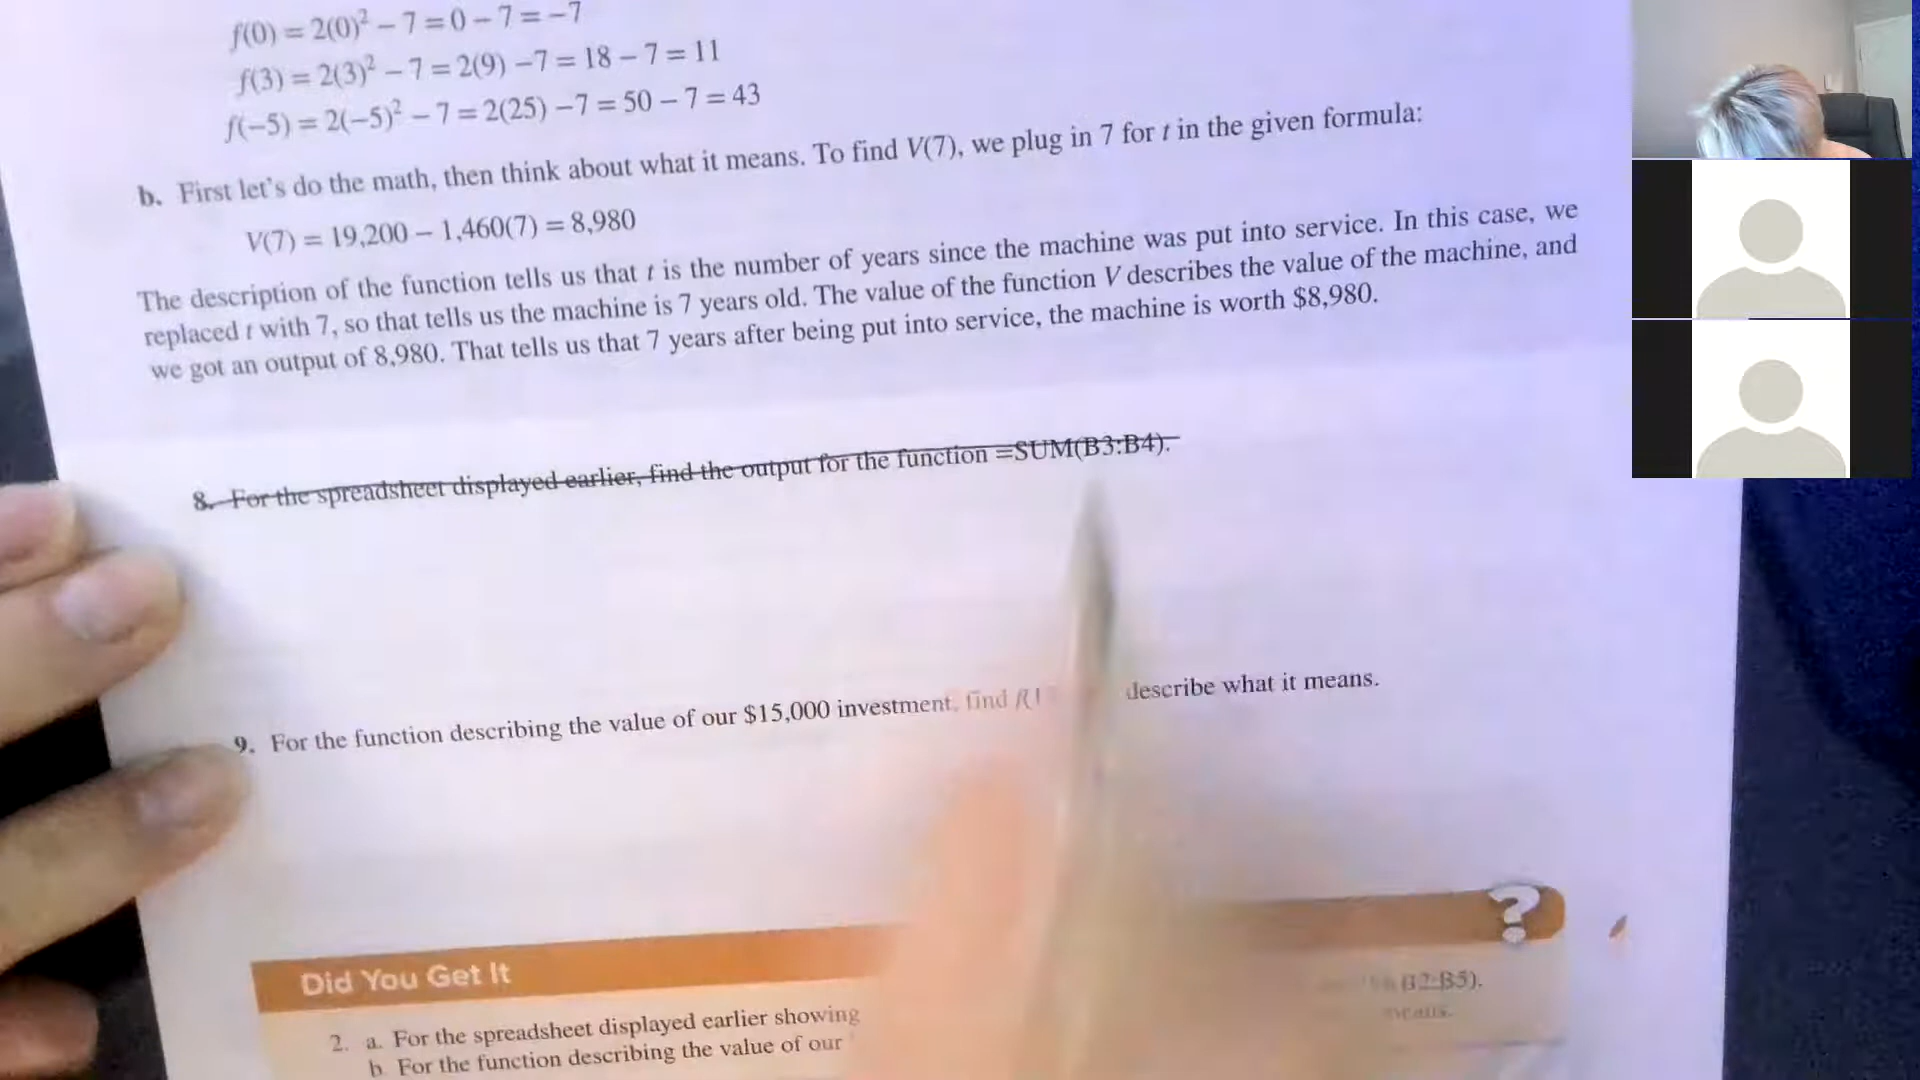 f(0) = 2(0)² – 7 = 0 – 7 = –7
f(3) = 2(3)² – 7 = 2(9) –7 = 18 – 7 = 11
f(–5) = 2(–5)² – 7 = 2(25) –7 = 50 – 7 = 43
b. First let's do the math, then think about what it means. To find V(7), we plug in 7 for t in the given formula:
V(7) = 19,200 – 1,460(7) = 8,980
The description of the function tells us that t is the number of years since the machine was put into service. In this case, we
replaced t with 7, so that tells us the machine is 7 years old. The value of the function V describes the value of the machine, and
we got an output of 8,980. That tells us that 7 years after being put into service, the machine is worth $8,980.
8. For the spreadsheet displayed earlier, find the output for the function =SUM(B3:B4).
9. For the function describing the value of our $15,000 investment, find describe what it means.
Did You Get It
?
2. a. For the spreadsheet displayed earlier showing B2:B5).
b. For the function describing the value of our